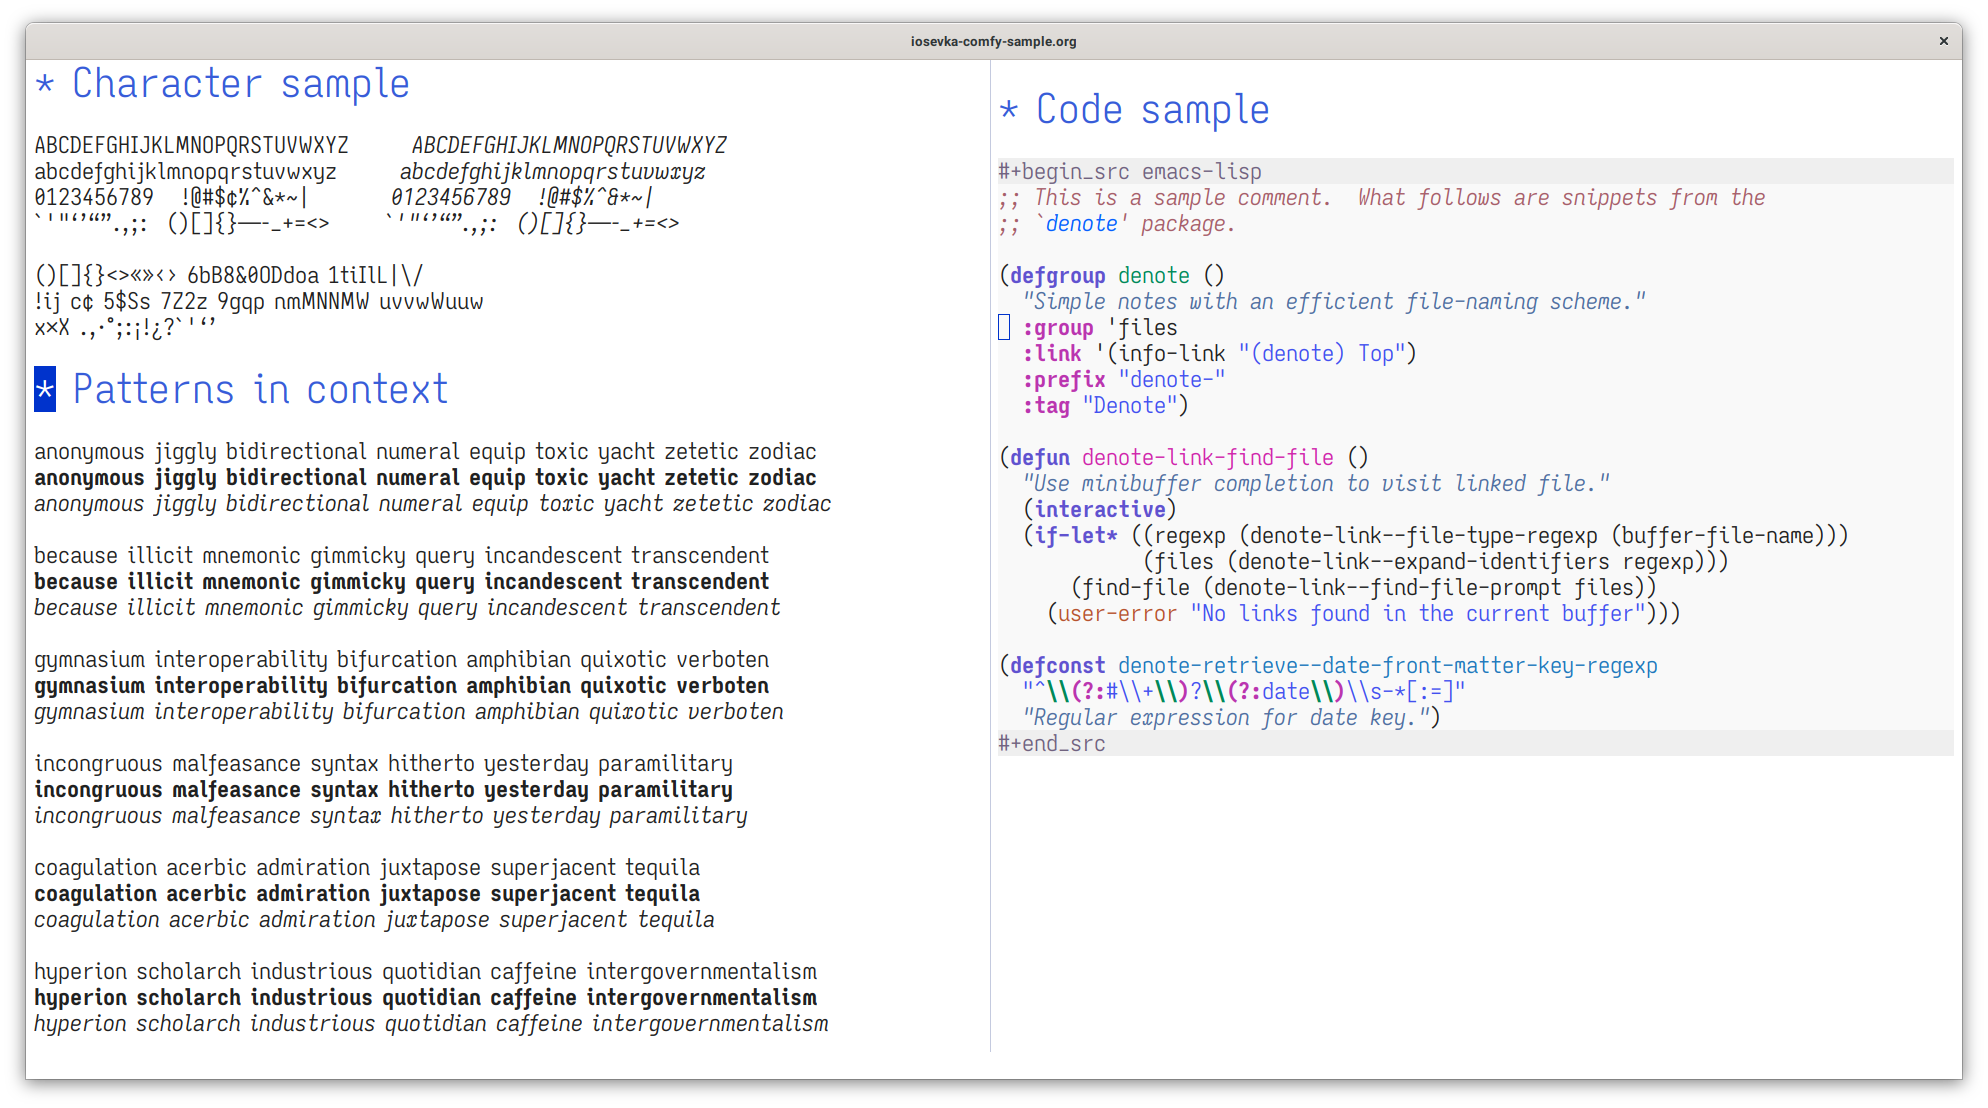 iosevka-comfy-sample.org ×
* Character sample
ABCDEFGHIJKLMNOPQRSTUVWXYZ ABCDEFGHIJKLMNOPQRSTUVWXYZ
abcdefghijklmnopqrstuvwxyz abcdefghijklmnopqrstuvwxyz
0123456789 !@#$¢%^&*~| 0123456789 !@#$%^&*~|
`'"‘’“”.,;: ()[]{}—–-_+=<> `'"‘’“”.,;: ()[]{}—–-_+=<>
()[]{}<>«»‹› 6bB8&0ODdoa 1tiIlL|\/
!ij c¢ 5$Ss 7Z2z 9gqp nmMNNMW uvvwWuuw
x×X .,·°;:¡!¿?`'‘’
* Patterns in context
anonymous jiggly bidirectional numeral equip toxic yacht zetetic zodiac
anonymous jiggly bidirectional numeral equip toxic yacht zetetic zodiac
anonymous jiggly bidirectional numeral equip toxic yacht zetetic zodiac
because illicit mnemonic gimmicky query incandescent transcendent
because illicit mnemonic gimmicky query incandescent transcendent
because illicit mnemonic gimmicky query incandescent transcendent
gymnasium interoperability bifurcation amphibian quixotic verboten
gymnasium interoperability bifurcation amphibian quixotic verboten
gymnasium interoperability bifurcation amphibian quixotic verboten
incongruous malfeasance syntax hitherto yesterday paramilitary
incongruous malfeasance syntax hitherto yesterday paramilitary
incongruous malfeasance syntax hitherto yesterday paramilitary
coagulation acerbic admiration juxtapose superjacent tequila
coagulation acerbic admiration juxtapose superjacent tequila
coagulation acerbic admiration juxtapose superjacent tequila
hyperion scholarch industrious quotidian caffeine intergovernmentalism
hyperion scholarch industrious quotidian caffeine intergovernmentalism
hyperion scholarch industrious quotidian caffeine intergovernmentalism
* Code sample
#+begin_src emacs-lisp
;; This is a sample comment.  What follows are snippets from the
;; `denote' package.
(defgroup denote ()
  "Simple notes with an efficient file-naming scheme."
  :group 'files
  :link '(info-link "(denote) Top")
  :prefix "denote-"
  :tag "Denote")
(defun denote-link-find-file ()
  "Use minibuffer completion to visit linked file."
  (interactive)
  (if-let* ((regexp (denote-link--file-type-regexp (buffer-file-name)))
            (files (denote-link--expand-identifiers regexp)))
      (find-file (denote-link--find-file-prompt files))
    (user-error "No links found in the current buffer")))
(defconst denote-retrieve--date-front-matter-key-regexp
  "^\\(?:#\\+\\)?\\(?:date\\)\\s-*[:=]"
  "Regular expression for date key.")
#+end_src